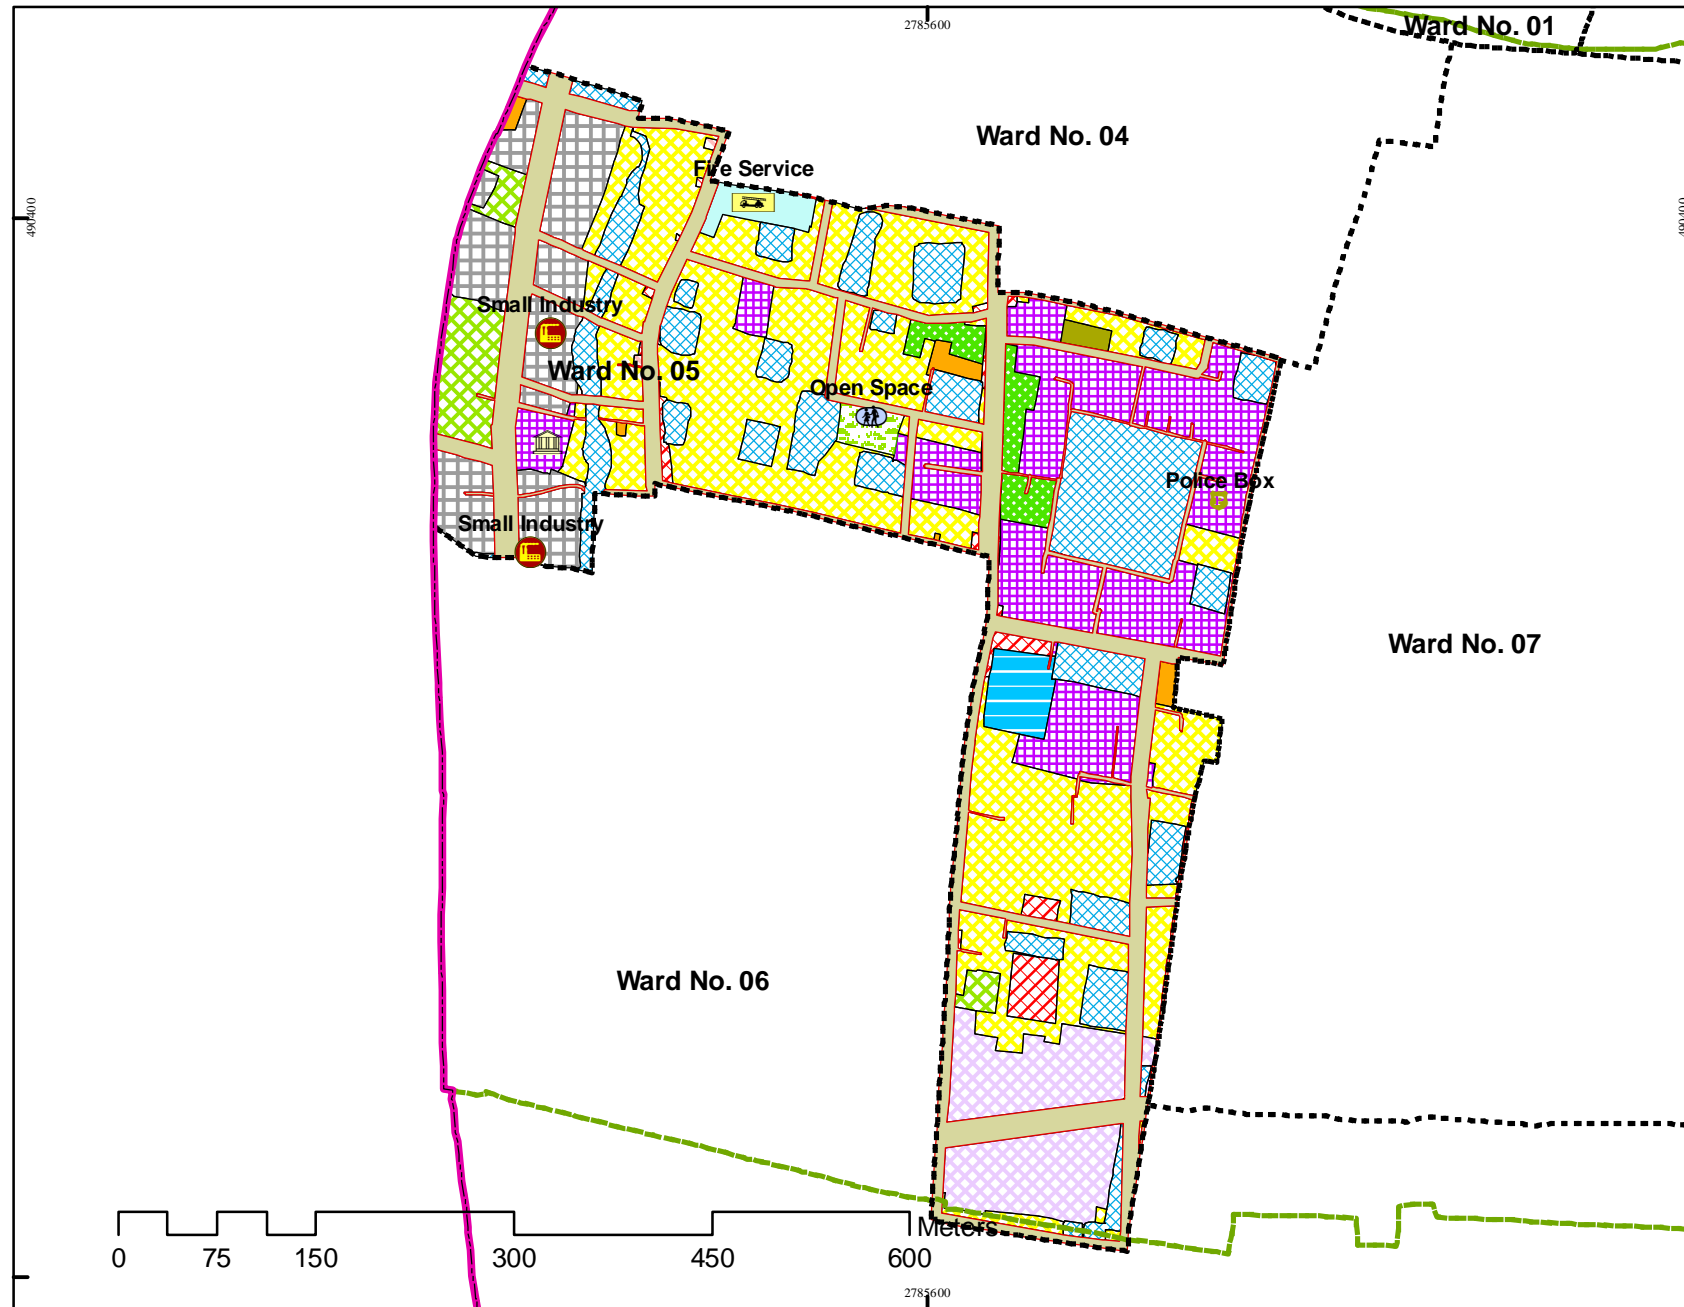 2785600
Ward No. 01
Ward No. 04
Fire Service
490400
490400
Small Industry
Ward No. 05
Open Space
Police Box
Small Industry
Ward No. 07
Ward No. 06
Meters
0 75 150 300 450 600
2785600